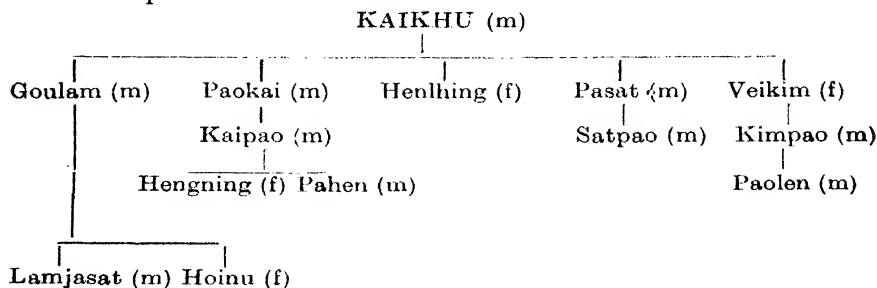 KAIKHU (m)
Goulam (m) Paokai (m) Henlhing (f) Pasat (m) Veikim (f)
Kaipao (m) Satpao (m) Kimpao (m)
Hengning (f) Pahen (m) Paolen (m)
Lamjasat (m) Hoinu (f)